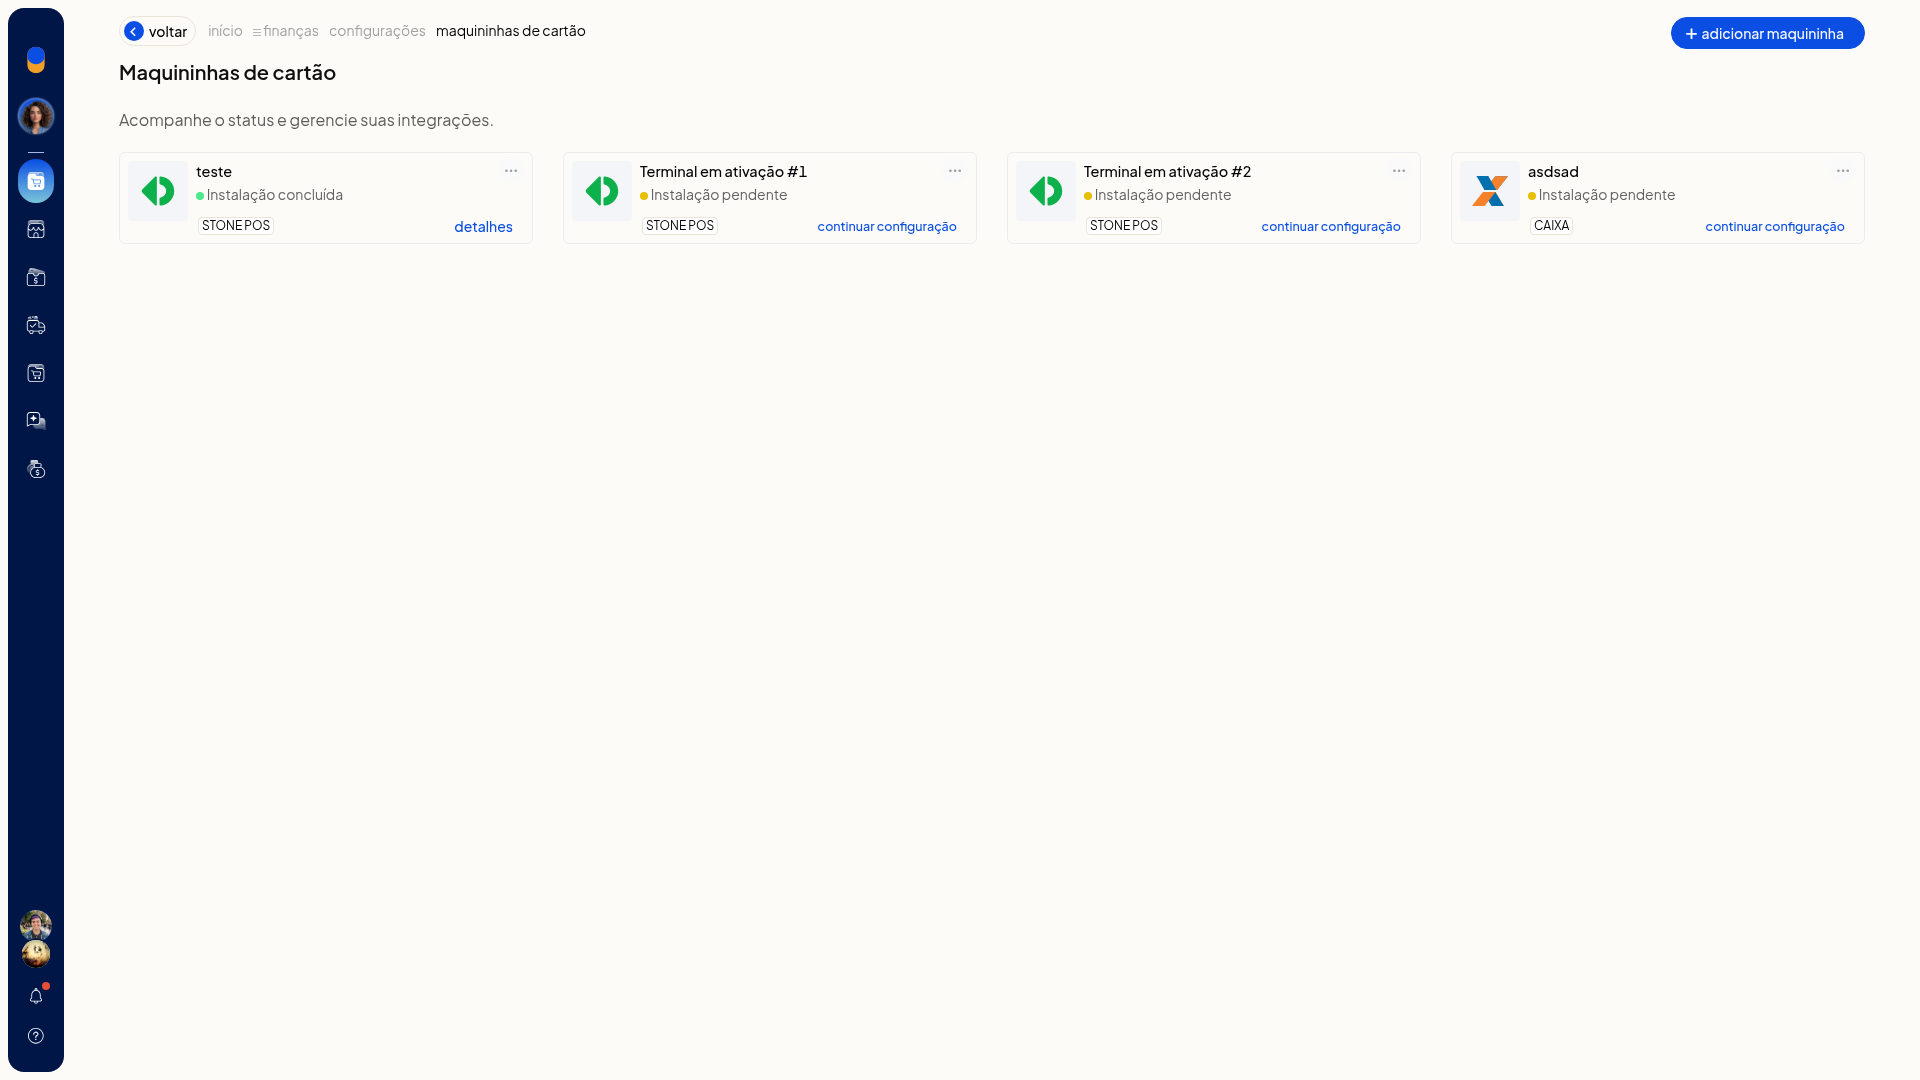 voltar início finanças configurações maquininhas de cartão
+ adicionar maquininha
Maquininhas de cartão
Acompanhe o status e gerencie suas integrações.
teste
Instalação concluída
STONE POS detalhes
Terminal em ativação #1
Instalação pendente
STONE POS continuar configuração
Terminal em ativação #2
Instalação pendente
STONE POS continuar configuração
asdsad
Instalação pendente
CAIXA continuar configuração